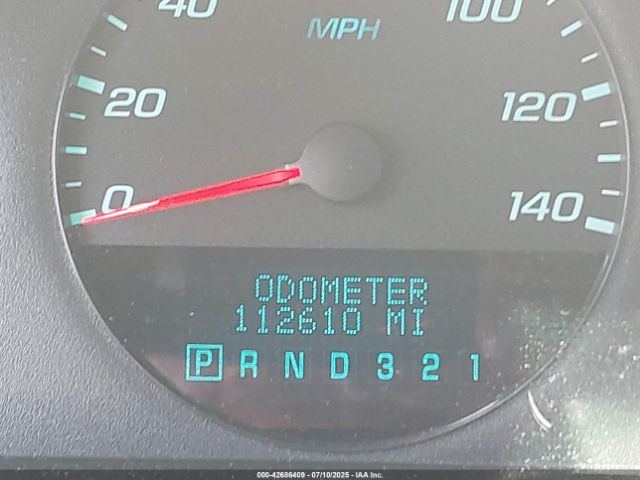 40 100
MPH
20 120
0 140
ODOMETER
112610 MI
P R N D 3 2 1
000-42686409 - 07/10/2025 - IAA Inc.